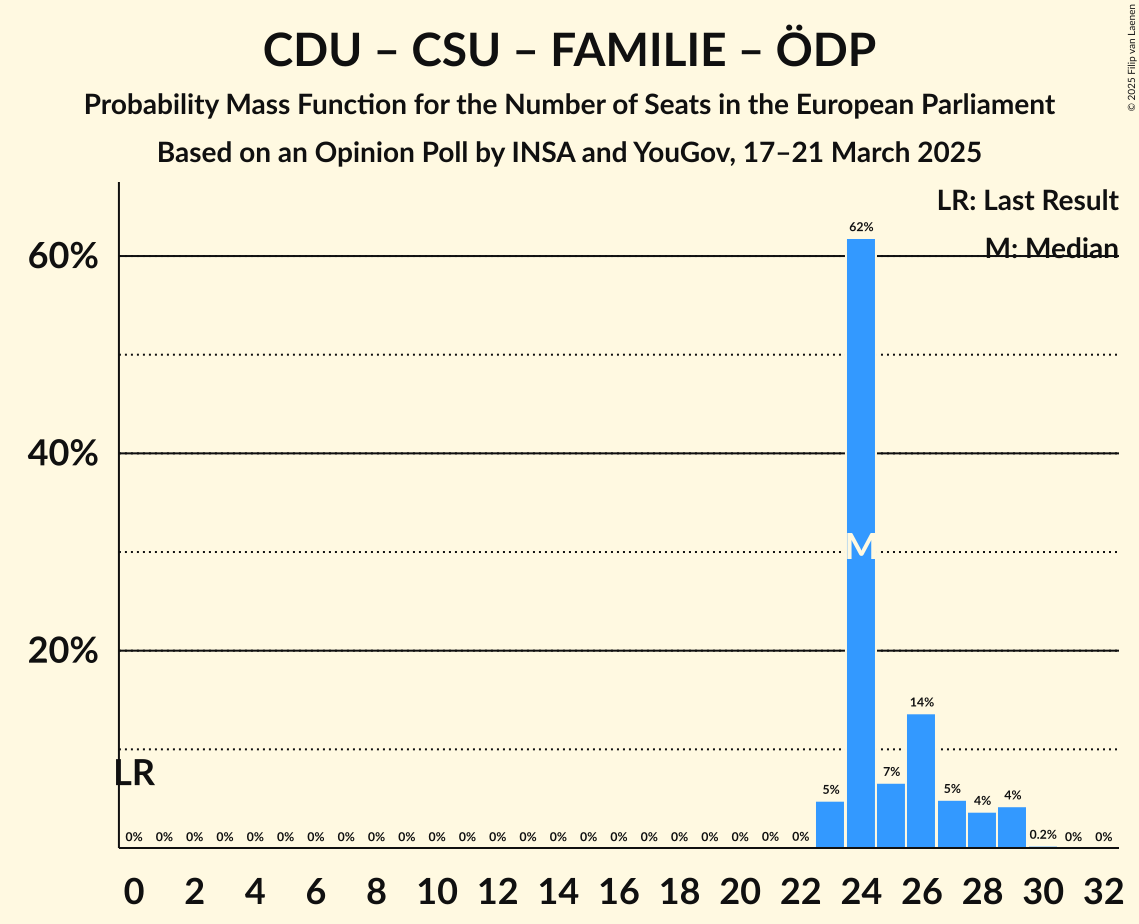 CDU – CSU – FAMILIE – ÖDP
Probability Mass Function for the Number of Seats in the European Parliament
Based on an Opinion Poll by INSA and YouGov, 17–21 March 2025
© 2025 Filip van Laenen
LR: Last Result
M: Median
62%
60%
40%
M
20%
14%
7%
5%
5%
4%
4%
LR
0% 0% 0% 0% 0% 0% 0% 0% 0% 0% 0% 0% 0% 0% 0% 0% 0% 0% 0% 0% 0% 0% 0% 0.2% 0% 0%
0 2 4 6 8 10 12 14 16 18 20 22 24 26 28 30 32